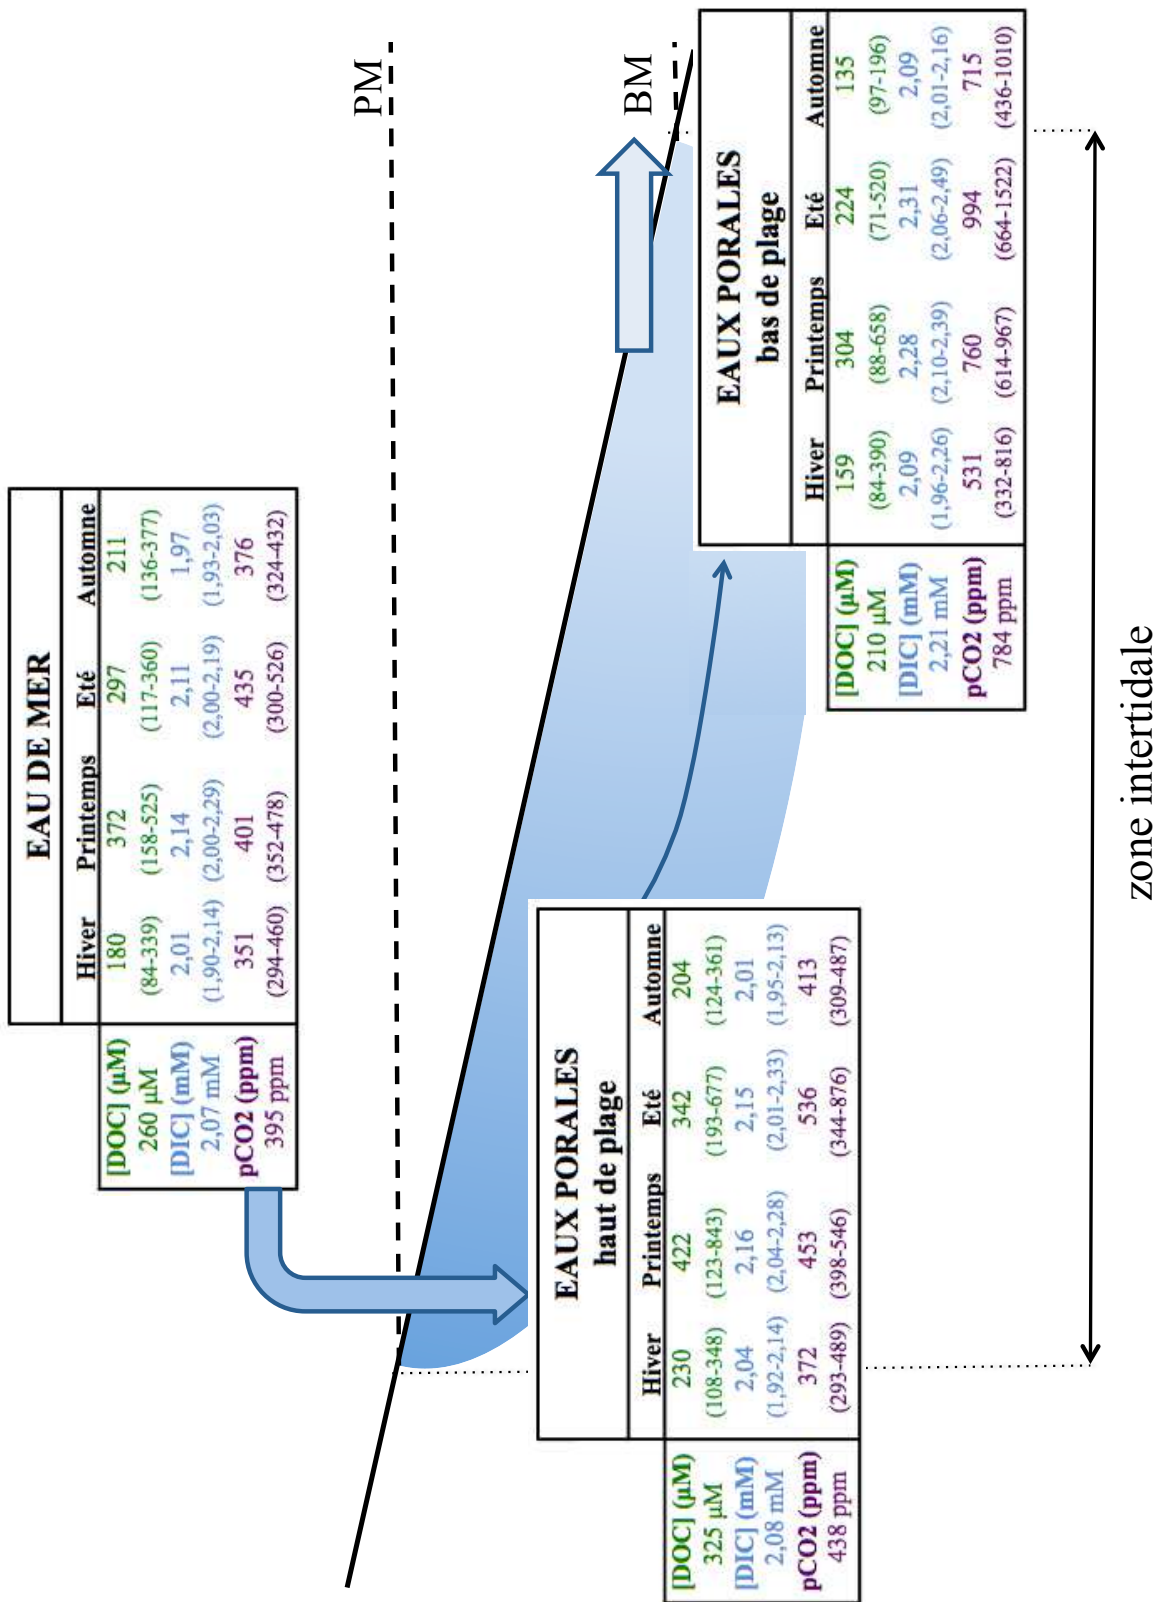 EAU DE MER
Hiver Printemps Eté Automne
[DOC] (µM) 180 372 297 211
260 µM (84-339) (158-525) (117-360) (136-377)
[DIC] (mM) 2,01 2,14 2,11 1,97
2,07 mM (1,90-2,14) (2,00-2,29) (2,00-2,19) (1,93-2,03)
pCO2 (ppm) 351 401 435 376
395 ppm (294-460) (352-478) (300-526) (324-432)
PM
BM
EAUX PORALES
haut de plage
Hiver Printemps Eté Automne
[DOC] (µM) 230 422 342 204
325 µM (108-348) (123-843) (193-677) (124-361)
[DIC] (mM) 2,04 2,16 2,15 2,01
2,08 mM (1,92-2,14) (2,04-2,28) (2,01-2,33) (1,95-2,13)
pCO2 (ppm) 372 453 536 413
438 ppm (293-489) (398-546) (344-876) (309-487)
EAUX PORALES
bas de plage
Hiver Printemps Eté Automne
[DOC] (µM) 159 304 224 135
210 µM (84-390) (88-658) (71-520) (97-196)
[DIC] (mM) 2,09 2,28 2,31 2,09
2,21 mM (1,96-2,26) (2,10-2,39) (2,06-2,49) (2,01-2,16)
pCO2 (ppm) 531 760 994 715
784 ppm (332-816) (614-967) (664-1522) (436-1010)
zone intertidale